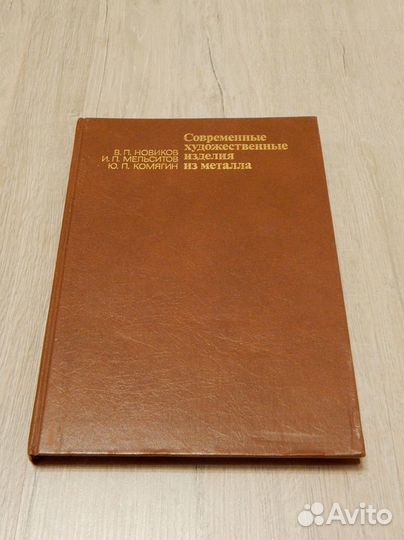 В. П. НОВИКОВ
И. П. МЕЛЬСИТОВ
Ю. П. КОМЯГИН
Современные
художественные
изделия
из металла
Avito